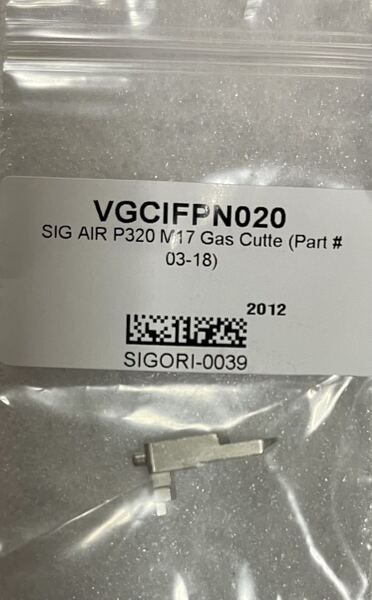 VGCIFPN020
SIG AIR P320 M17 Gas Cutte (Part #
03-18)
2012
SIGORI-0039